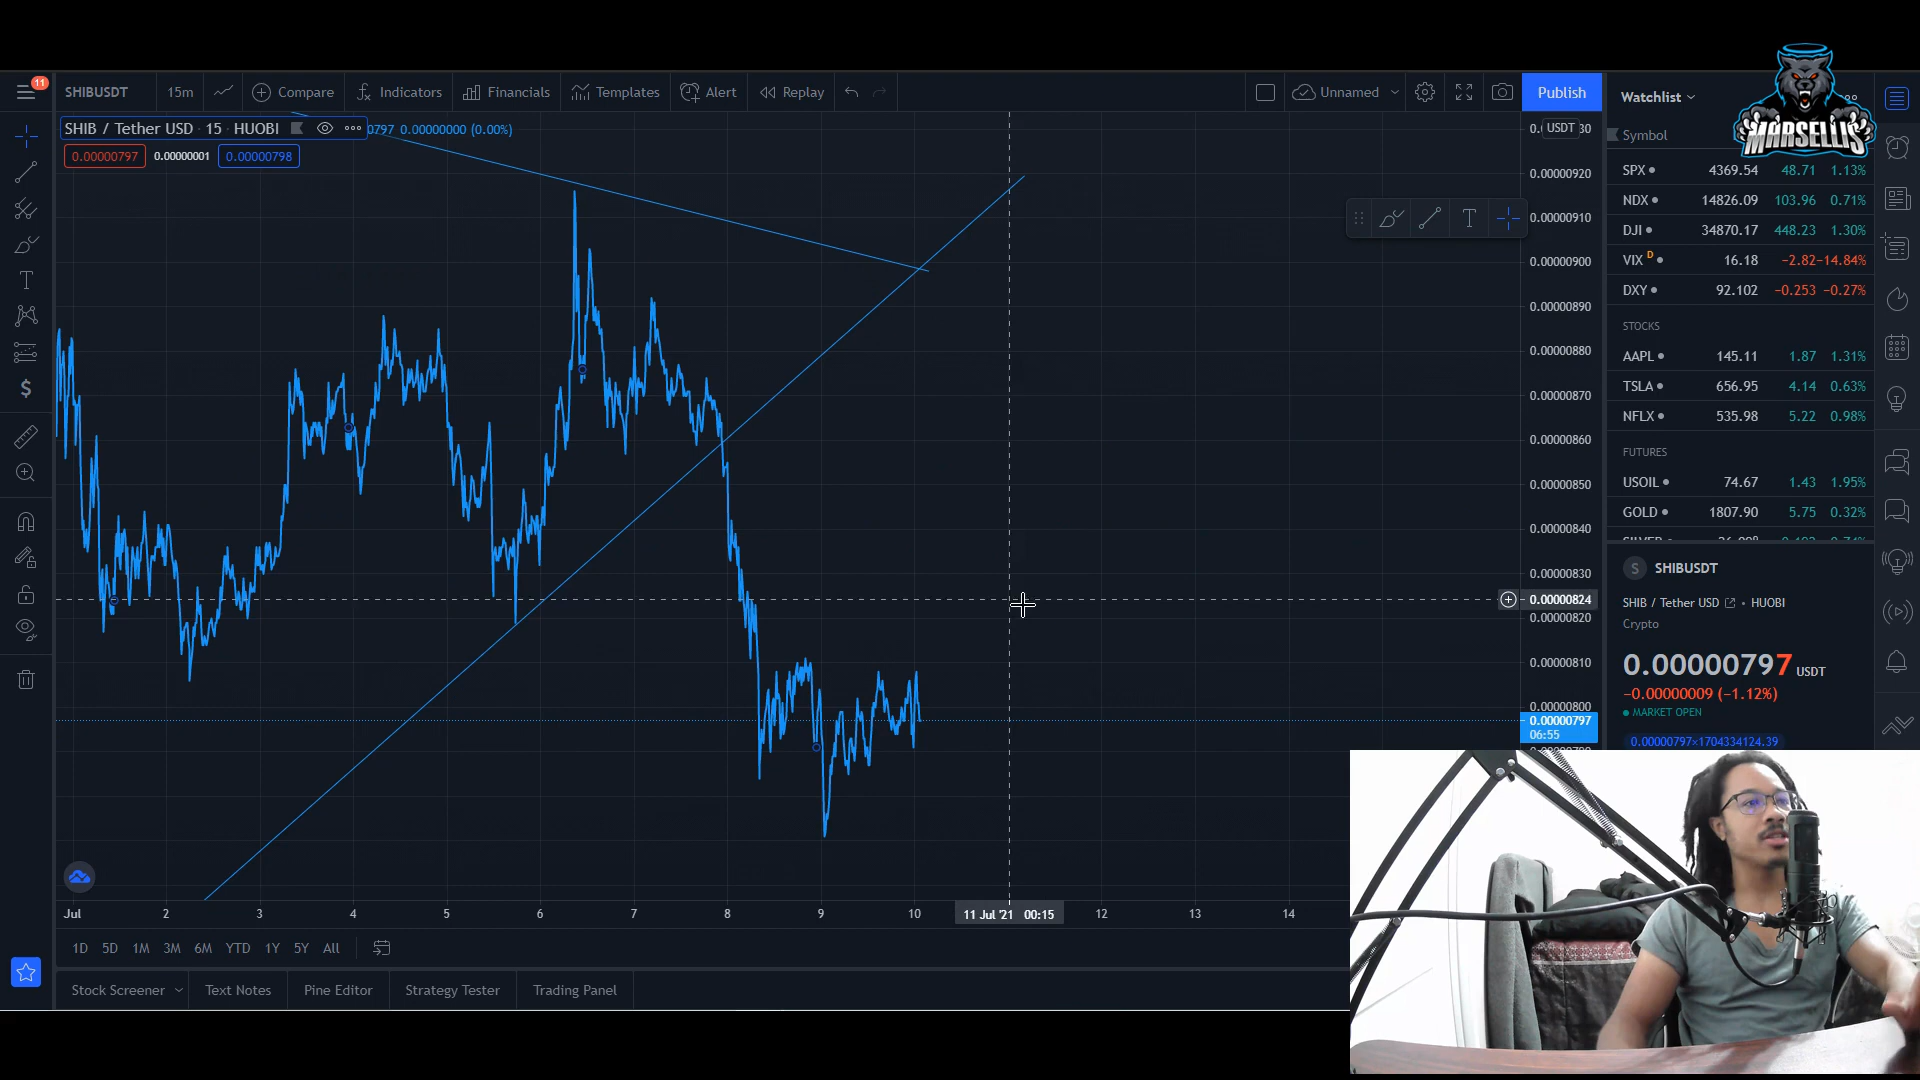 11
SHIBUSDT 15m Compare Indicators Financials Templates Alert Replay Unnamed Publish
SHIB / Tether USD · 15 · HUOBI 0797 0.00000000 (0.00%)
0.00000797 0.00000001 0.00000798
USDT
0.00000920
0.00000910
0.00000900
0.00000890
0.00000880
0.00000870
0.00000860
0.00000850
0.00000840
0.00000830
0.00000824
0.00000820
0.00000810
0.00000800
0.00000797
06:55
Jul 2 3 4 5 6 7 8 9 10 11 Jul '21 00:15 12 13 14
1D 5D 1M 3M 6M YTD 1Y 5Y All
Stock Screener Text Notes Pine Editor Strategy Tester Trading Panel
Watchlist
MARSELLIS
Symbol
SPX 4369.54 48.71 1.13%
NDX 14826.09 103.96 0.71%
DJI 34870.17 448.23 1.30%
VIX D 16.18 −2.82 −14.84%
DXY 92.102 −0.253 −0.27%
STOCKS
AAPL 145.11 1.87 1.31%
TSLA 656.95 4.14 0.63%
NFLX 535.98 5.22 0.98%
FUTURES
USOIL 74.67 1.43 1.95%
GOLD 1807.90 5.75 0.32%
S SHIBUSDT
SHIB / Tether USD • HUOBI
Crypto
0.00000797 USDT
−0.00000009 (−1.12%)
MARKET OPEN
0.00000797×1704334124.39